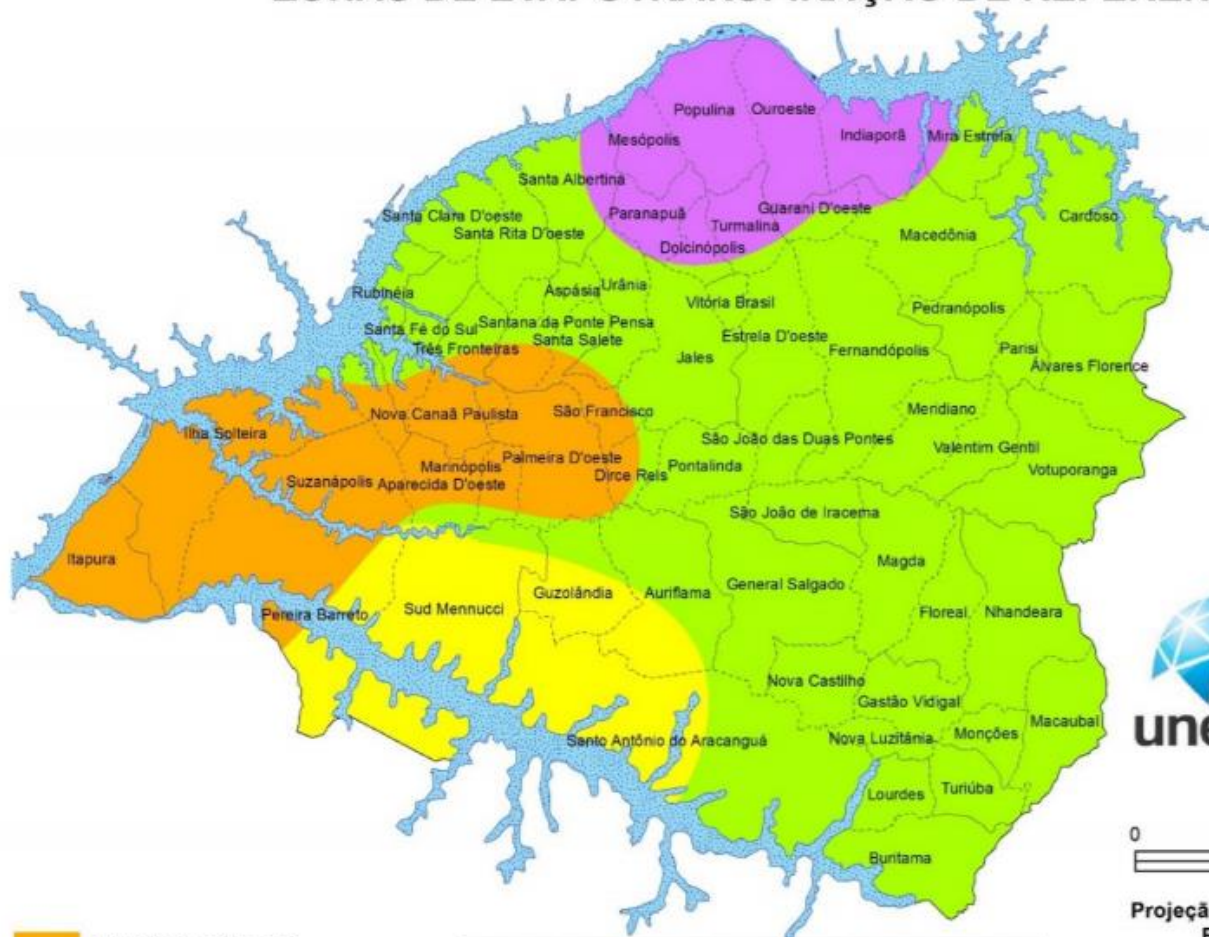 Populina
Ouroeste
Mesópolis
Indiaporã
Mira Estrela
Santa Albertina
Santa Clara D'oeste
Paranapuã
Guarani D'oeste
Cardoso
Santa Rita D'oeste
Turmalina
Macedônia
Dolcinópolis
Rubinéia
Aspásia
Urânia
Vitória Brasil
Pedranópolis
Santa Fé do Sul
Santana da Ponte Pensa
Estrela D'oeste
Três Fronteiras
Santa Salete
Jales
Fernandópolis
Parisi
Álvares Florence
Nova Canaã Paulista
São Francisco
Meridiano
Ilha Solteira
São João das Duas Pontes
Valentim Gentil
Marinópolis
Palmeira D'oeste
Pontalinda
Votuporanga
Suzanápolis
Aparecida D'oeste
Dirce Reis
São João de Iracema
Itapura
Magda
General Salgado
Guzolândia
Auriflama
Pereira Barreto
Sud Mennucci
Floreal
Nhandeara
Nova Castilho
Gastão Vidigal
Macaubal
Santo Antônio do Aracanguá
Nova Luzitânia
Monções
une
Lourdes
Turiúba
0
Buritama
Projeçã